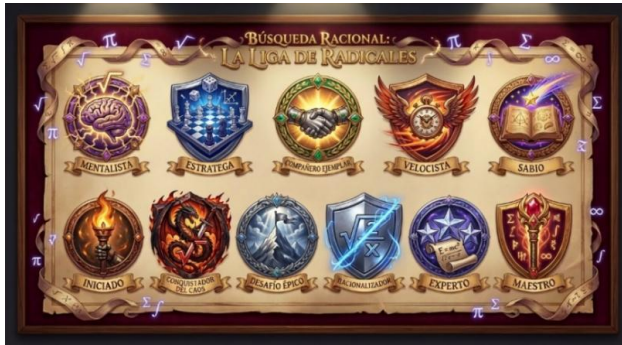 BÚSQUEDA RACIONAL:
LA LIGA DE RADICALES
MENTALISTA
ESTRATEGA
COMPAÑERO EJEMPLAR
VELOCISTA
SABIO
INICIADO
CONQUISTADOR
DEL CAOS
DESAFÍO ÉPICO
RACIONALIZADOR
EXPERTO
MAESTRO